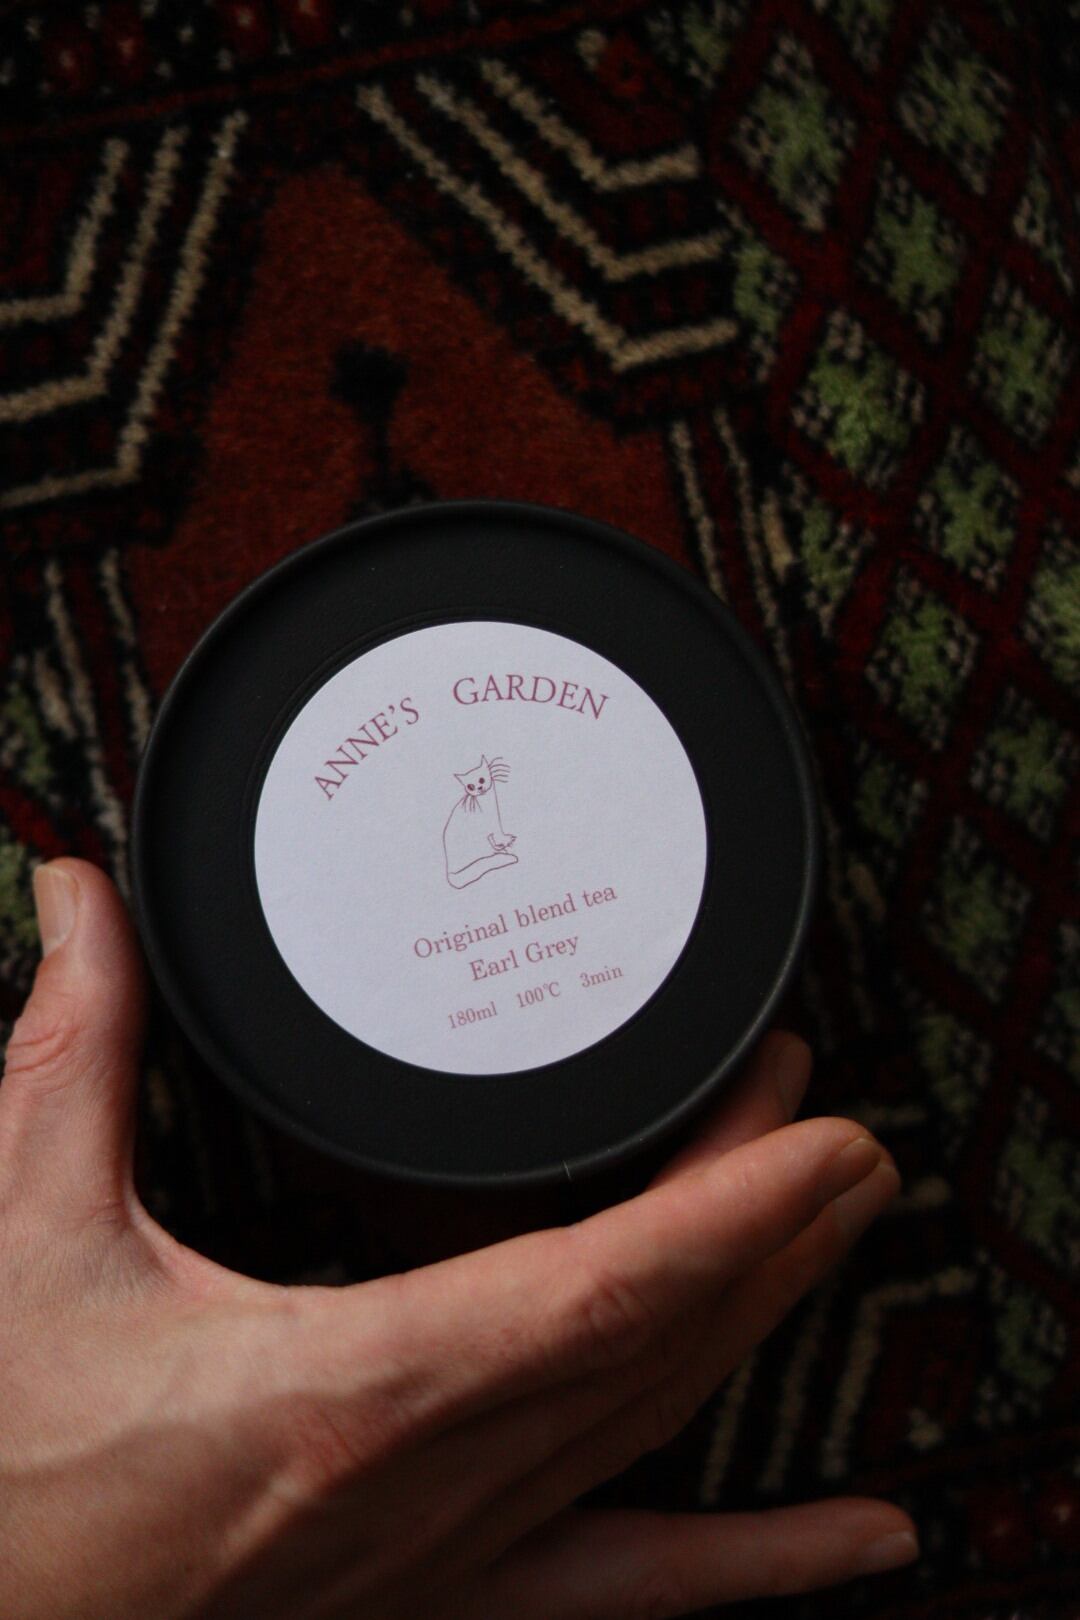 ANNE'S GARDEN
Original blend tea
Earl Grey
180ml 100℃ 3min